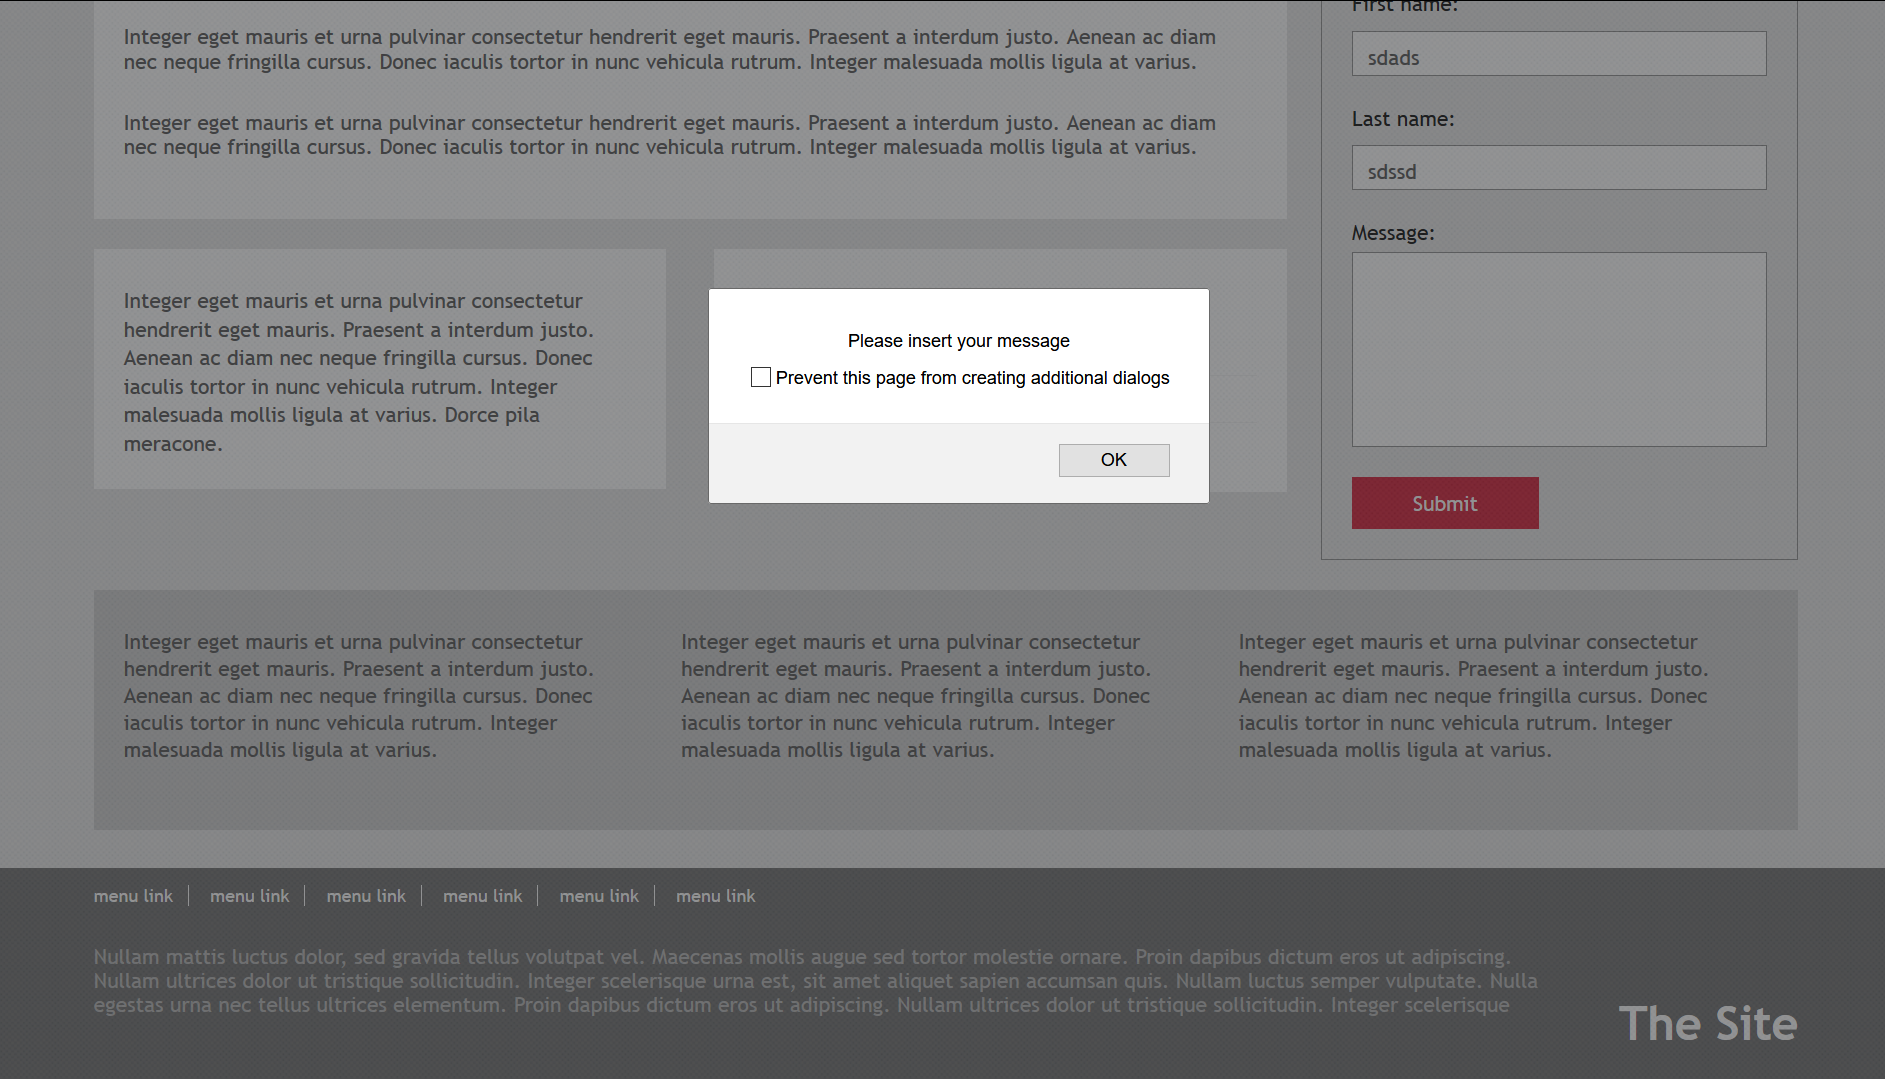 Integer eget mauris et urna pulvinar consectetur hendrerit eget mauris. Praesent a interdum justo. Aenean ac diam
nec neque fringilla cursus. Donec iaculis tortor in nunc vehicula rutrum. Integer malesuada mollis ligula at varius.
Integer eget mauris et urna pulvinar consectetur hendrerit eget mauris. Praesent a interdum justo. Aenean ac diam
nec neque fringilla cursus. Donec iaculis tortor in nunc vehicula rutrum. Integer malesuada mollis ligula at varius.
First name:
sdads
Last name:
sdssd
Message:
Submit
Integer eget mauris et urna pulvinar consectetur
hendrerit eget mauris. Praesent a interdum justo.
Aenean ac diam nec neque fringilla cursus. Donec
iaculis tortor in nunc vehicula rutrum. Integer
malesuada mollis ligula at varius. Dorce pila
meracone.
Please insert your message
Prevent this page from creating additional dialogs
OK
Integer eget mauris et urna pulvinar consectetur
hendrerit eget mauris. Praesent a interdum justo.
Aenean ac diam nec neque fringilla cursus. Donec
iaculis tortor in nunc vehicula rutrum. Integer
malesuada mollis ligula at varius.
Integer eget mauris et urna pulvinar consectetur
hendrerit eget mauris. Praesent a interdum justo.
Aenean ac diam nec neque fringilla cursus. Donec
iaculis tortor in nunc vehicula rutrum. Integer
malesuada mollis ligula at varius.
Integer eget mauris et urna pulvinar consectetur
hendrerit eget mauris. Praesent a interdum justo.
Aenean ac diam nec neque fringilla cursus. Donec
iaculis tortor in nunc vehicula rutrum. Integer
malesuada mollis ligula at varius.
menu link menu link menu link menu link menu link menu link
Nullam mattis luctus dolor, sed gravida tellus volutpat vel. Maecenas mollis augue sed tortor molestie ornare. Proin dapibus dictum eros ut adipiscing.
Nullam ultrices dolor ut tristique sollicitudin. Integer scelerisque urna est, sit amet aliquet sapien accumsan quis. Nullam luctus semper vulputate. Nulla
egestas urna nec tellus ultrices elementum. Proin dapibus dictum eros ut adipiscing. Nullam ultrices dolor ut tristique sollicitudin. Integer scelerisque
The Site